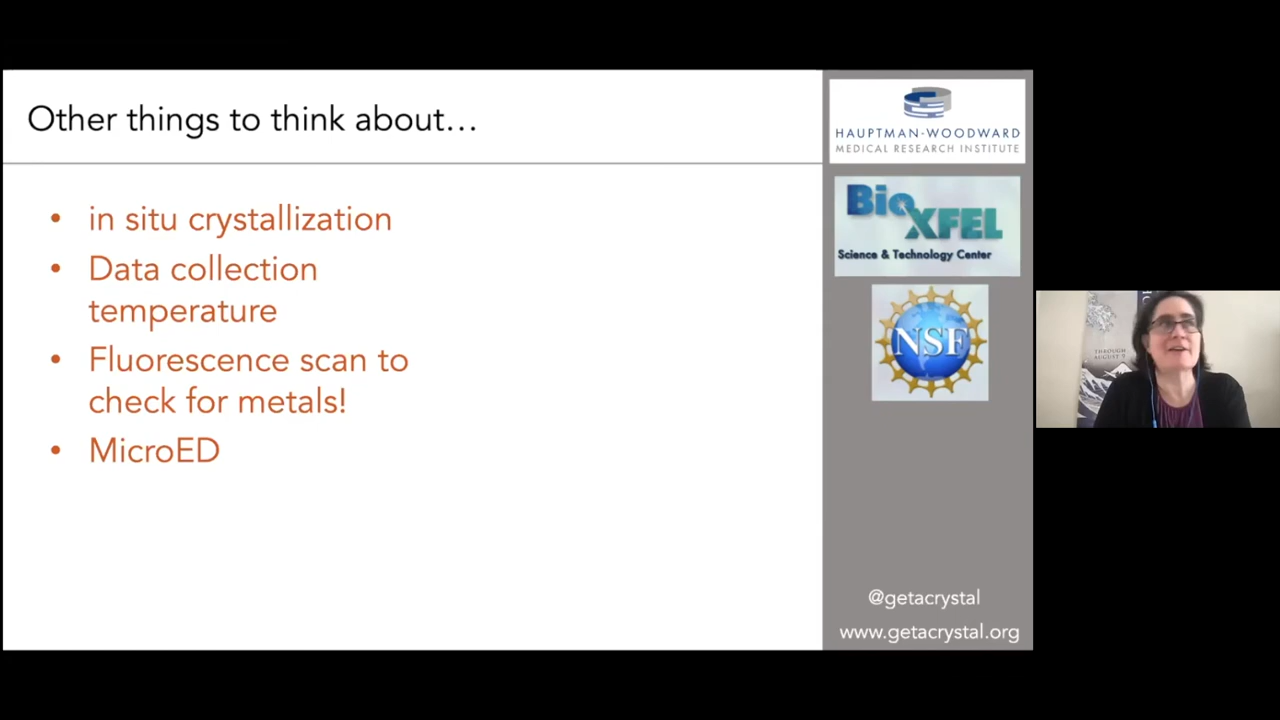 Other things to think about…
• in situ crystallization
• Data collection
temperature
• Fluorescence scan to
check for metals!
• MicroED
HAUPTMAN·WOODWARD
MEDICAL RESEARCH INSTITUTE
BioXFEL
Science & Technology Center
NSF
@getacrystal
www.getacrystal.org
THROUGH